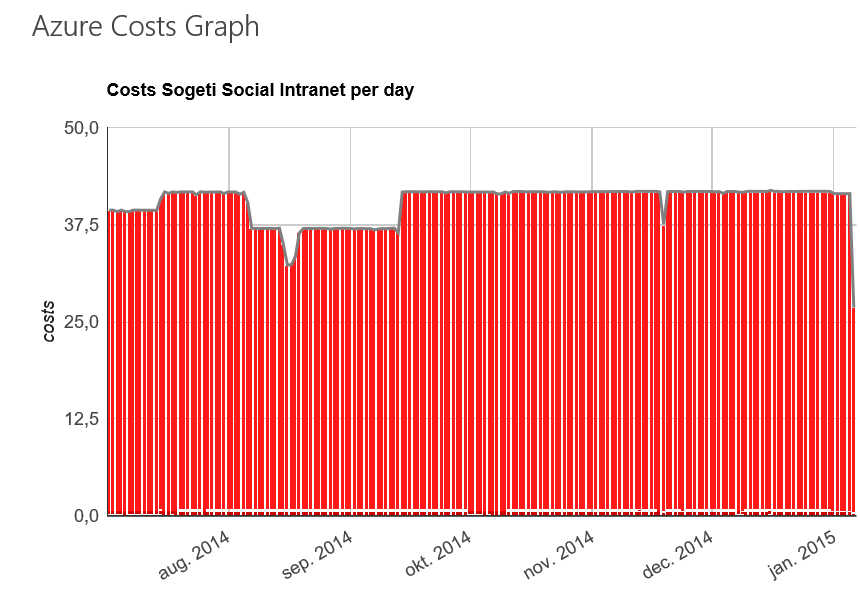 Azure Costs Graph
Costs Sogeti Social Intranet per day
50,0
37,5
25,0
12,5
0,0
costs
aug. 2014
sep. 2014
okt. 2014
nov. 2014
dec. 2014
jan. 2015